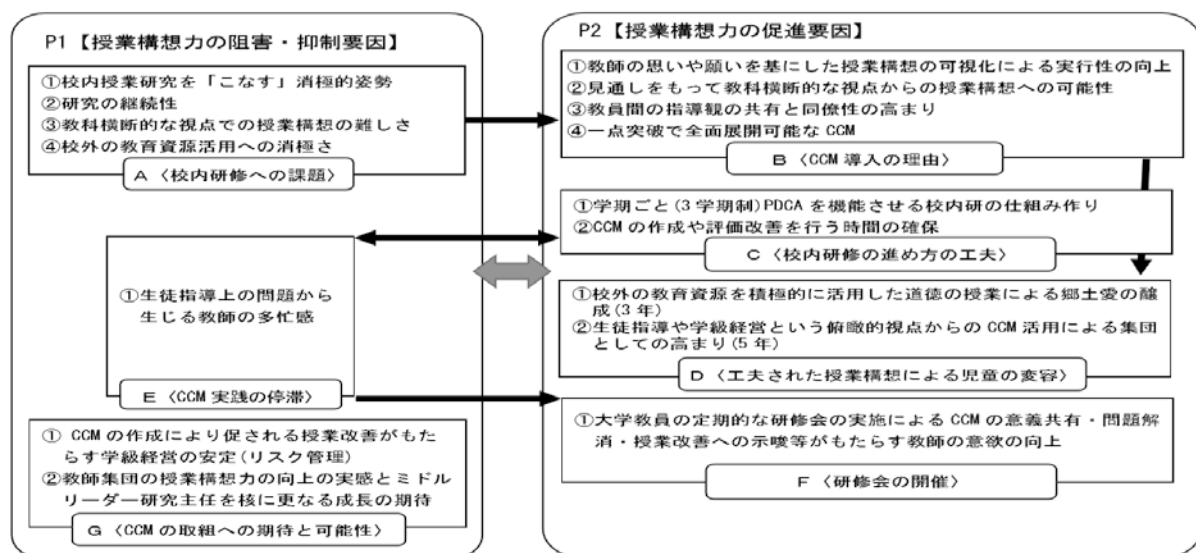 P1【授業構想力の阻害・抑制要因】
①校内授業研究を「こなす」消極的姿勢
②研究の継続性
③教科横断的な視点での授業構想の難しさ
④校外の教育資源活用への消極さ
A〈校内研修への課題〉
①生徒指導上の問題から
生じる教師の多忙感
E〈CCM実践の停滞〉
① CCMの作成により促される授業改善がもた
らす学級経営の安定(リスク管理)
②教師集団の授業構想力の向上の実感とミドル
リーダー研究主任を核に更なる成長の期待
G〈CCMの取組への期待と可能性〉
P2【授業構想力の促進要因】
①教師の思いや願いを基にした授業構想の可視化による実行性の向上
②見通しをもって教科横断的な視点からの授業構想への可能性
③教員間の指導観の共有と同僚性の高まり
④一点突破で全面展開可能なCCM
B〈CCM導入の理由〉
①学期ごと(3学期制)PDCAを機能させる校内研の仕組み作り
②CCMの作成や評価改善を行う時間の確保
C〈校内研修の進め方の工夫〉
①校外の教育資源を積極的に活用した道徳の授業による郷土愛の醸
成(3年)
②生徒指導や学級経営という俯瞰的視点からのCCM活用による集団
としての高まり(5年)
D〈工夫された授業構想による児童の変容〉
①大学教員の定期的な研修会の実施によるCCMの意義共有・問題解
消・授業改善への示唆等がもたらす教師の意欲の向上
F〈研修会の開催〉